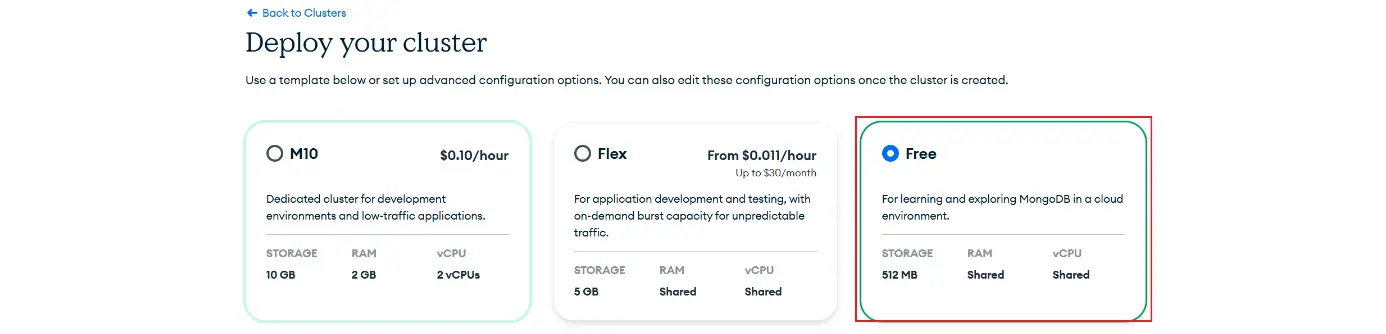 ← Back to Clusters
Deploy your cluster
Use a template below or set up advanced configuration options. You can also edit these configuration options once the cluster is created.
M10 $0.10/hour
Dedicated cluster for development
environments and low-traffic applications.
STORAGE RAM vCPU
10 GB 2 GB 2 vCPUs
Flex From $0.011/hour
Up to $30/month
For application development and testing, with
on-demand burst capacity for unpredictable
traffic.
STORAGE RAM vCPU
5 GB Shared Shared
Free
For learning and exploring MongoDB in a cloud
environment.
STORAGE RAM vCPU
512 MB Shared Shared